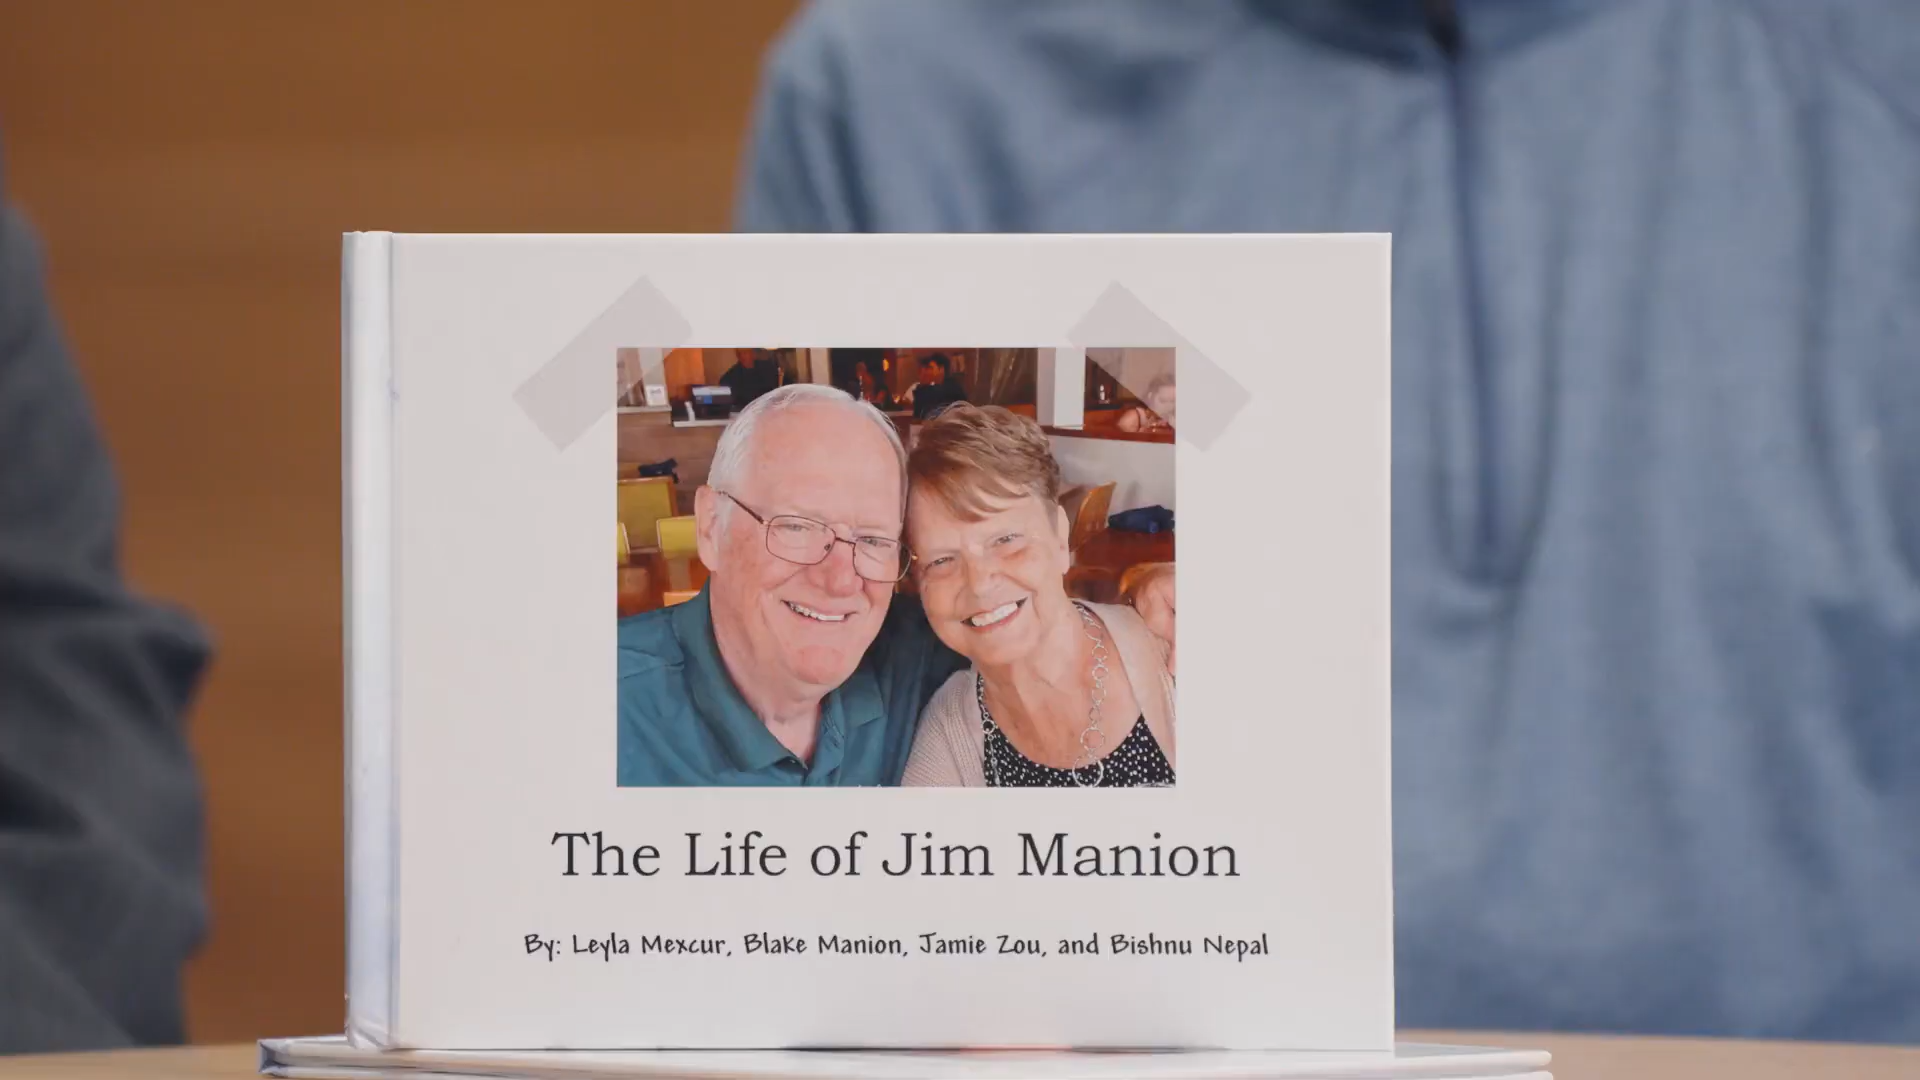 The Life of Jim Manion
By: Leyla Mexcur, Blake Manion, Jamie Zou, and Bishnu Nepal